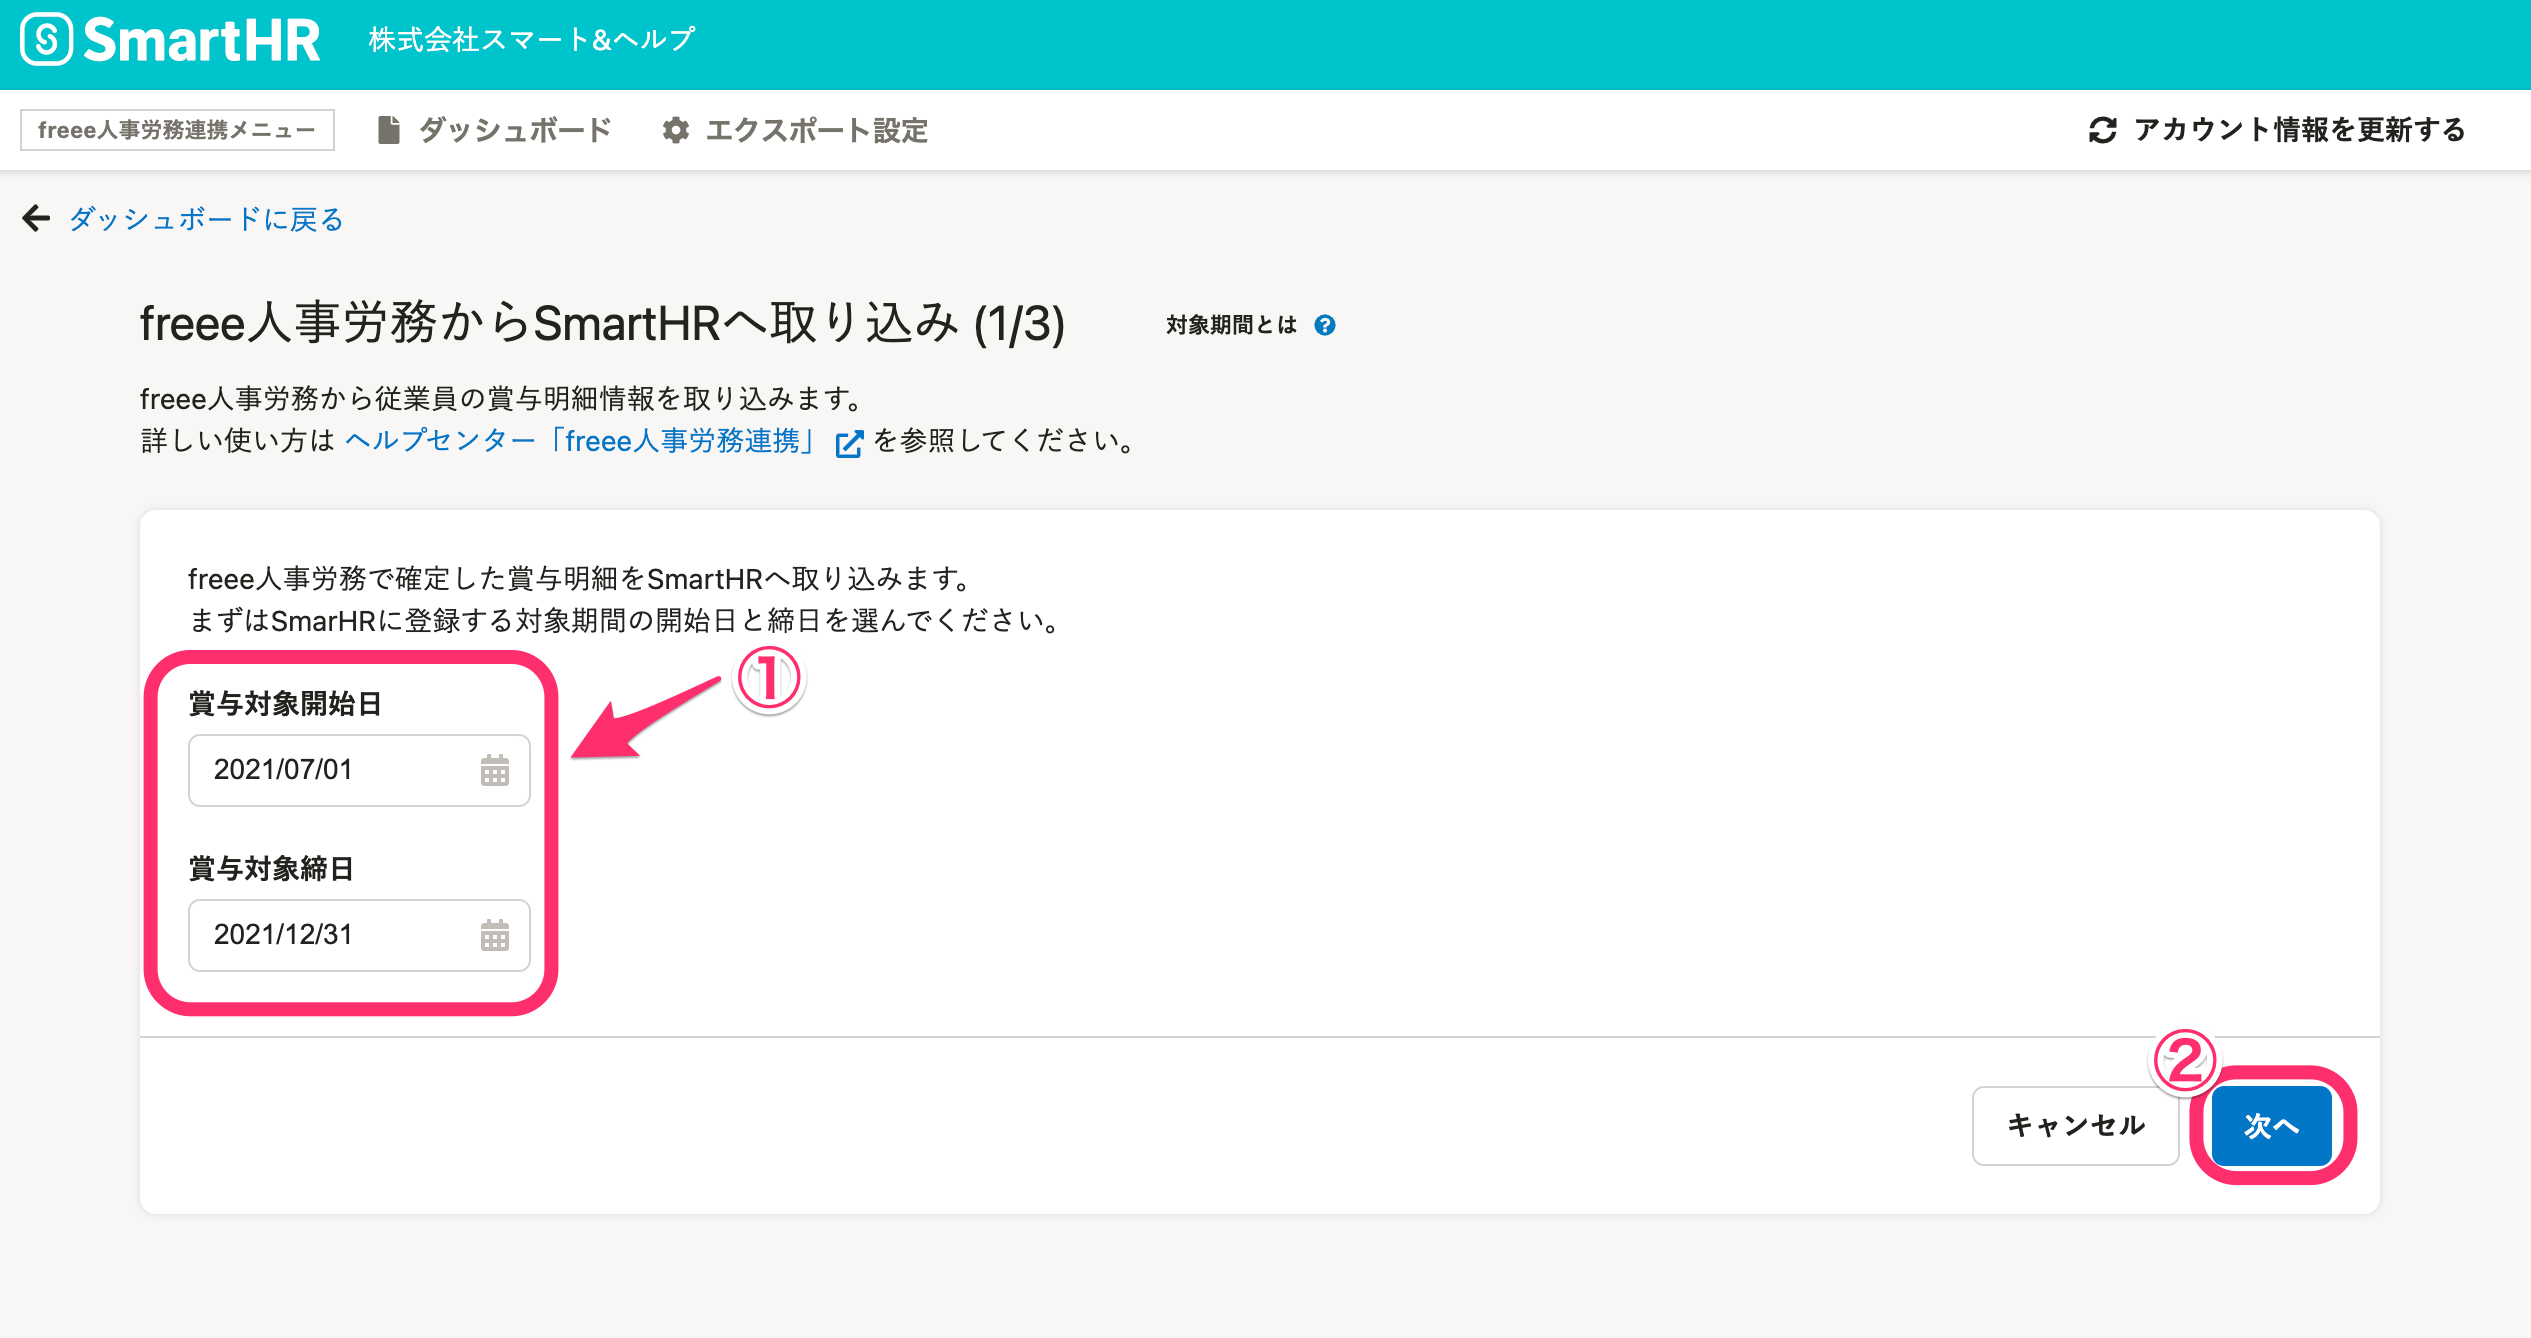 SmartHR 株式会社スマート&ヘルプ
freee人事労務連携メニュー ダッシュボード エクスポート設定 アカウント情報を更新する
ダッシュボードに戻る
freee人事労務からSmartHRへ取り込み (1/3) 対象期間とは ?
freee人事労務から従業員の賞与明細情報を取り込みます。
詳しい使い方は ヘルプセンター「freee人事労務連携」 を参照してください。
freee人事労務で確定した賞与明細をSmartHRへ取り込みます。
まずはSmarHRに登録する対象期間の開始日と締日を選んでください。
①
賞与対象開始日
2021/07/01
賞与対象締日
2021/12/31
②
キャンセル 次へ